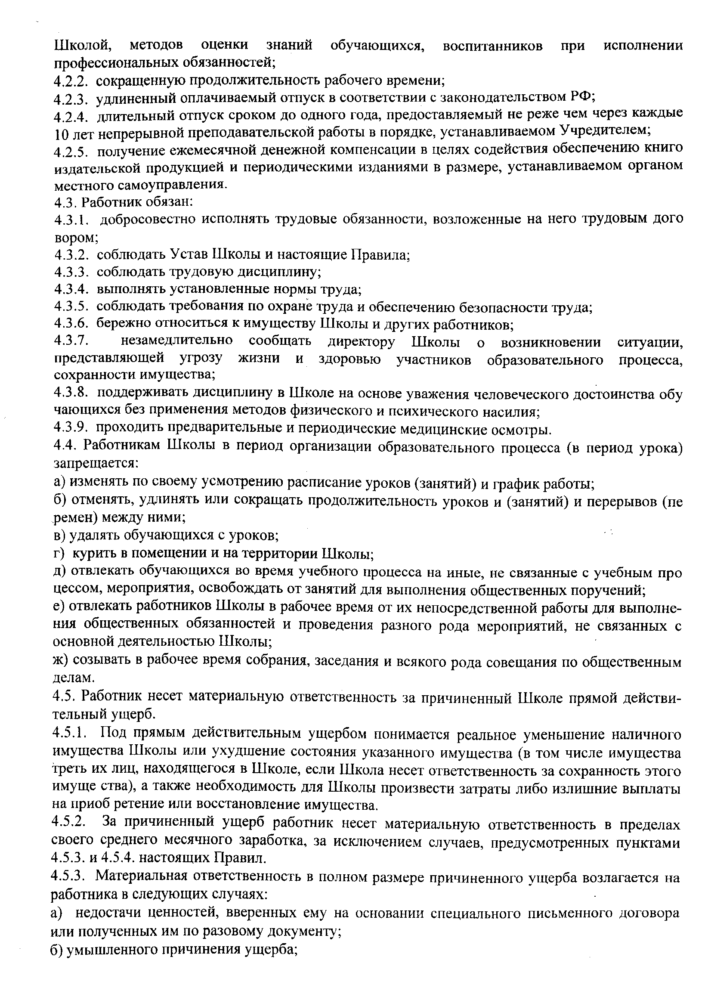 Школой, методов оценки знаний обучающихся, воспитанников при исполнении
профессиональных обязанностей;
4.2.2. сокращенную продолжительность рабочего времени;
4.2.3. удлиненный оплачиваемый отпуск в соответствии с законодательством РФ;
4.2.4. длительный отпуск сроком до одного года, предоставляемый не реже чем через каждые
10 лет непрерывной преподавательской работы в порядке, устанавливаемом Учредителем;
4.2.5. получение ежемесячной денежной компенсации в целях содействия обеспечению книго
издательской продукцией и периодическими изданиями в размере, устанавливаемом органом
местного самоуправления.
4.3. Работник обязан:
4.3.1. добросовестно исполнять трудовые обязанности, возложенные на него трудовым дого
вором;
4.3.2. соблюдать Устав Школы и настоящие Правила;
4.3.3. соблюдать трудовую дисциплину;
4.3.4. выполнять установленные нормы труда;
4.3.5. соблюдать требования по охране труда и обеспечению безопасности труда;
4.3.6. бережно относиться к имуществу Школы и других работников;
4.3.7. незамедлительно сообщать директору Школы о возникновении ситуации,
представляющей угрозу жизни и здоровью участников образовательного процесса,
сохранности имущества;
4.3.8. поддерживать дисциплину в Школе на основе уважения человеческого достоинства обу
чающихся без применения методов физического и психического насилия;
4.3.9. проходить предварительные и периодические медицинские осмотры.
4.4. Работникам Школы в период организации образовательного процесса (в период урока)
запрещается:
а) изменять по своему усмотрению расписание уроков (занятий) и график работы;
б) отменять, удлинять или сокращать продолжительность уроков и (занятий) и перерывов (пе
ремен) между ними;
в) удалять обучающихся с уроков;
г) курить в помещении и на территории Школы;
д) отвлекать обучающихся во время учебного процесса на иные, не связанные с учебным про
цессом, мероприятия, освобождать от занятий для выполнения общественных поручений;
е) отвлекать работников Школы в рабочее время от их непосредственной работы для выполне-
ния общественных обязанностей и проведения разного рода мероприятий, не связанных с
основной деятельностью Школы;
ж) созывать в рабочее время собрания, заседания и всякого рода совещания по общественным
делам.
4.5. Работник несет материальную ответственность за причиненный Школе прямой действи-
тельный ущерб.
4.5.1. Под прямым действительным ущербом понимается реальное уменьшение наличного
имущества Школы или ухудшение состояния указанного имущества (в том числе имущества
треть их лиц, находящегося в Школе, если Школа несет ответственность за сохранность этого
имуще ства), а также необходимость для Школы произвести затраты либо излишние выплаты
на приоб ретение или восстановление имущества.
4.5.2. За причиненный ущерб работник несет материальную ответственность в пределах
своего среднего месячного заработка, за исключением случаев, предусмотренных пунктами
4.5.3. и 4.5.4. настоящих Правил.
4.5.3. Материальная ответственность в полном размере причиненного ущерба возлагается на
работника в следующих случаях:
а) недостачи ценностей, вверенных ему на основании специального письменного договора
или полученных им по разовому документу;
б) умышленного причинения ущерба;